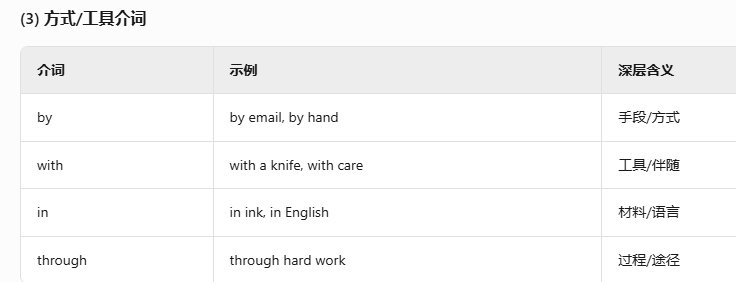 (3) 方式/工具介词
介词 示例 深层含义
by by email, by hand 手段/方式
with with a knife, with care 工具/伴随
in in ink, in English 材料/语言
through through hard work 过程/途径